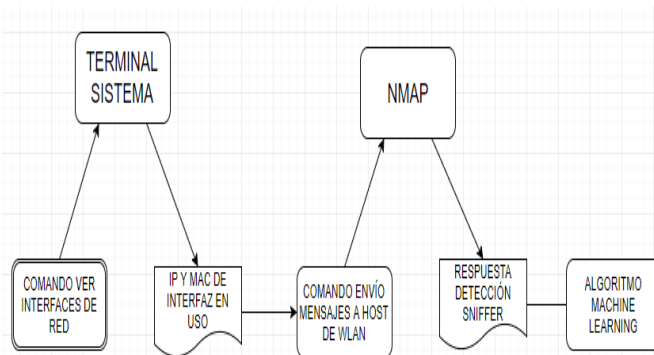 TERMINAL
SISTEMA
NMAP
COMANDO VER
INTERFACES DE
RED
IP Y MAC DE
INTERFAZ EN
USO
COMANDO ENVÍO
MENSAJES A HOST
DE WLAN
RESPUESTA
DETECCIÓN
SNIFFER
ALGORITMO
MACHINE
LEARNING